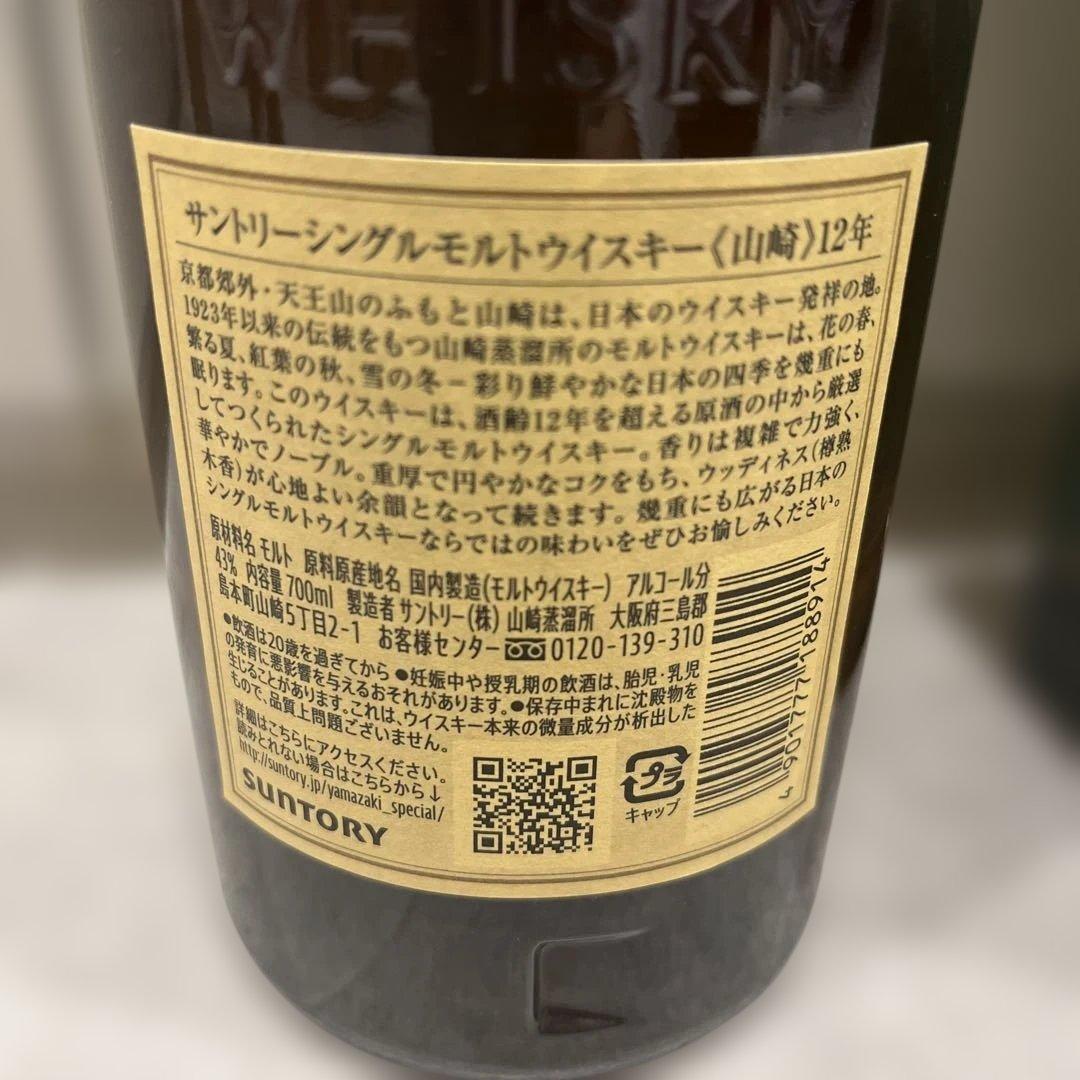 WHISKY
サントリーシングルモルトウイスキー《山崎》12年
京都郊外・天王山のふもと山崎は、日本のウイスキー発祥の地。
1923年以来の伝統をもつ山崎蒸溜所のモルトウイスキーは、花の春、
繁る夏、紅葉の秋、雪の冬−彩り鮮やかな日本の四季を幾重にも
眠ります。このウイスキーは、酒齢12年を超える原酒の中から厳選
してつくられたシングルモルトウイスキー。香りは複雑で力強く、
華やかでノーブル。重厚で円やかなコクをもち、ウッディネス(樽熟
木香)が心地よい余韻となって続きます。幾重にも広がる日本の
シングルモルトウイスキーならではの味わいをぜひお愉しみください。
原材料名 モルト 原料原産地名 国内製造(モルトウイスキー) アルコール分
43% 内容量700ml 製造者 サントリー(株) 山崎蒸溜所 大阪府三島郡
島本町山崎5丁目2-1 お客様センター 0120-139-310
●飲酒は20歳を過ぎてから ●妊娠中や授乳期の飲酒は、胎児・乳児
の発育に悪影響を与えるおそれがあります。●保存中まれに沈殿物を
生じることがあります。これは、ウイスキー本来の微量成分が析出した
もので、品質上問題ございません。
詳細はこちらにアクセスください。
読みとれない場合はこちらから↓
http://suntory.jp/yamazaki_special/
SUNTORY
プラ
キャップ
4901777188914